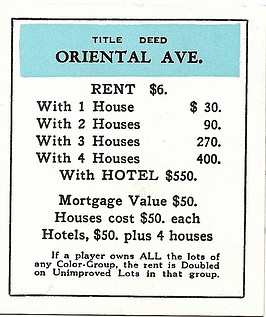 TITLE DEED
ORIENTAL AVE.
RENT $6.
With 1 House $ 30.
With 2 Houses 90.
With 3 Houses 270.
With 4 Houses 400.
With HOTEL $550.
Mortgage Value $50.
Houses cost $50. each
Hotels, $50. plus 4 houses
If a player owns ALL the lots of
any Color-Group, the rent is Doubled
on Unimproved Lots in that group.